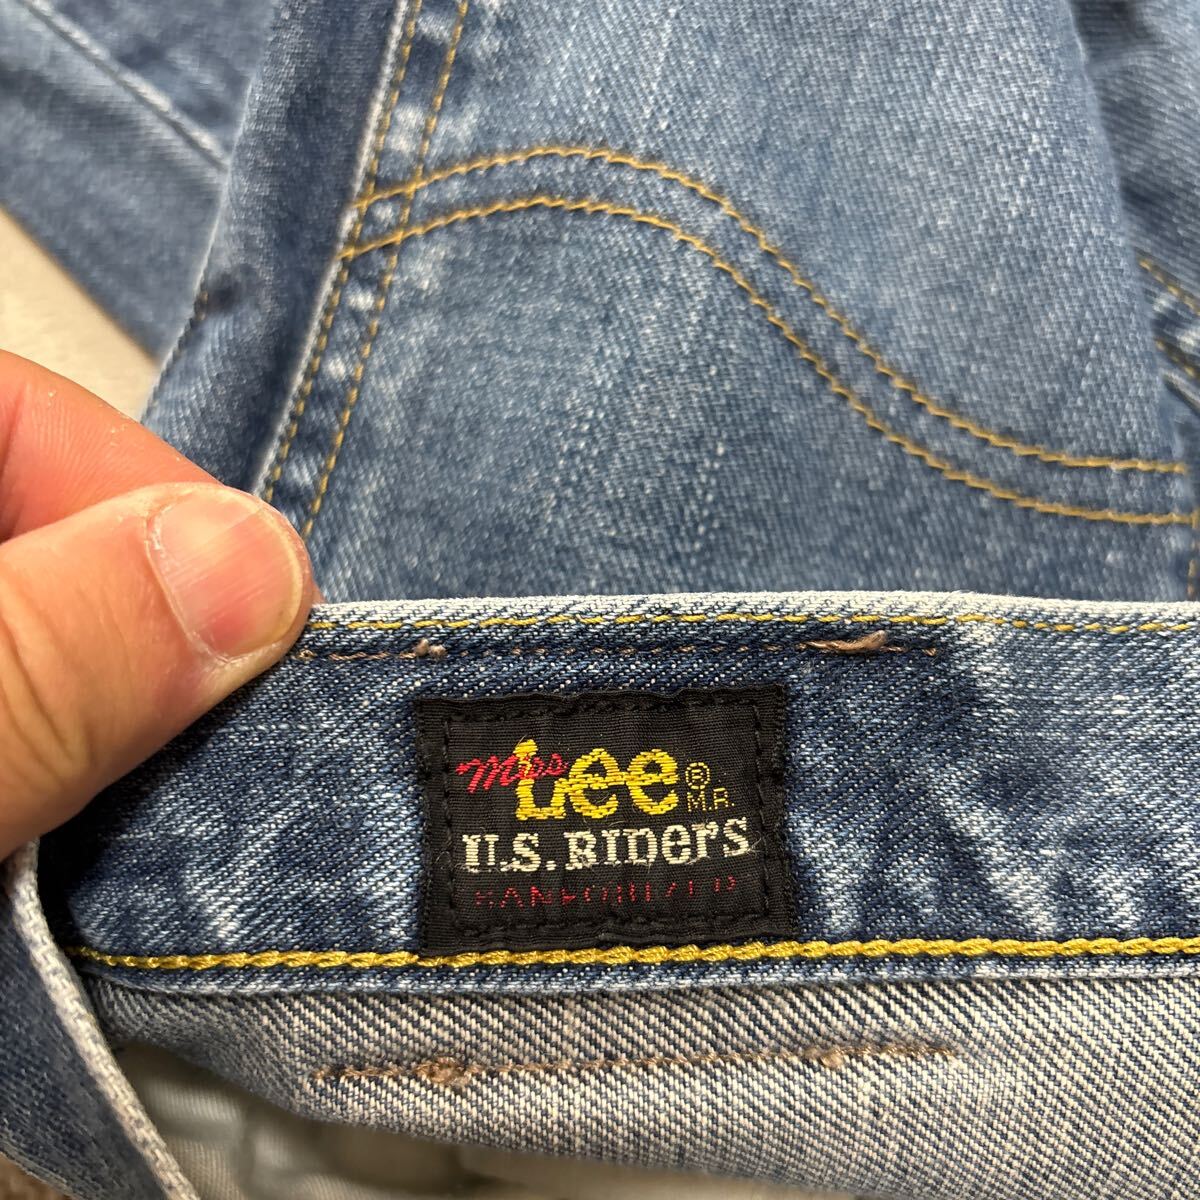 Miss Lee ®
M.R.
U.S. RIDERS
SANFORIZED